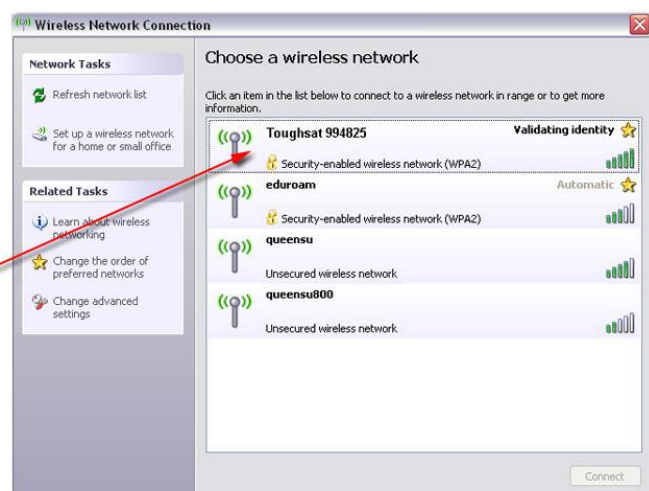 Wireless Network Connection
Network Tasks
Refresh network list
Set up a wireless network
for a home or small office
Related Tasks
Learn about wireless
networking
Change the order of
preferred networks
Change advanced
settings
Choose a wireless network
Click an item in the list below to connect to a wireless network in range or to get more
information.
Toughsat 994825 Validating identity
Security-enabled wireless network (WPA2)
eduroam Automatic
Security-enabled wireless network (WPA2)
queensu
Unsecured wireless network
queensu800
Unsecured wireless network
Connect